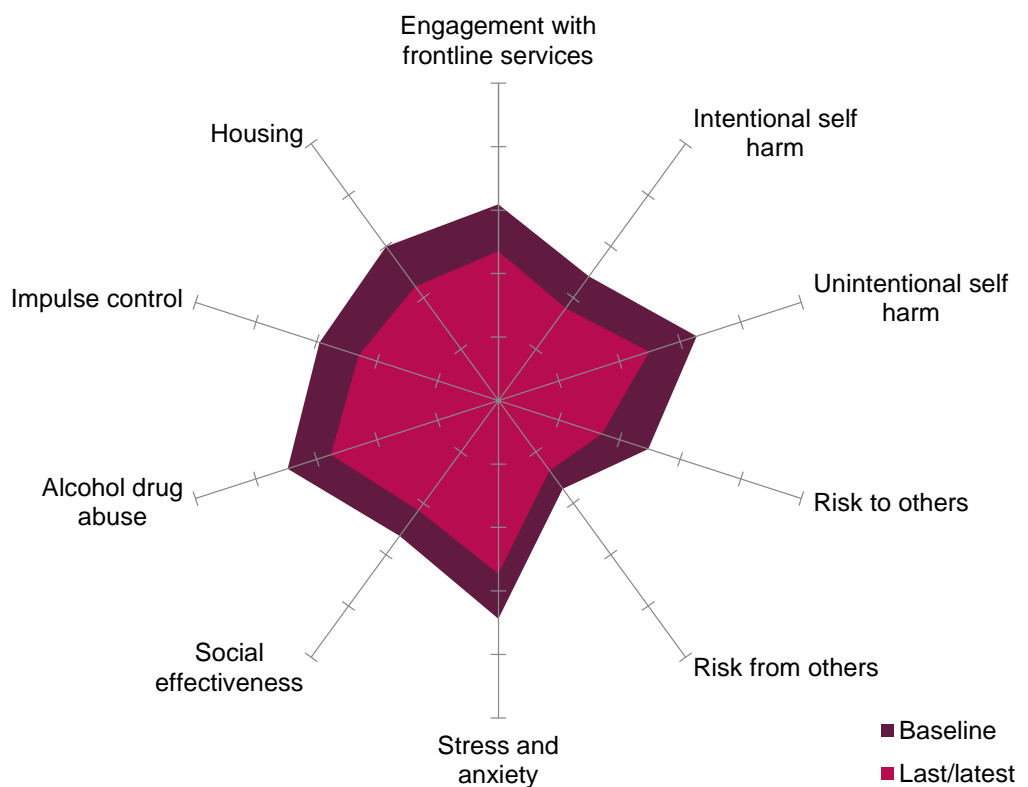 Engagement with
frontline services
Intentional self
harm
Unintentional self
harm
Risk to others
Risk from others
Stress and
anxiety
Social
effectiveness
Alcohol drug
abuse
Impulse control
Housing
Baseline
Last/latest